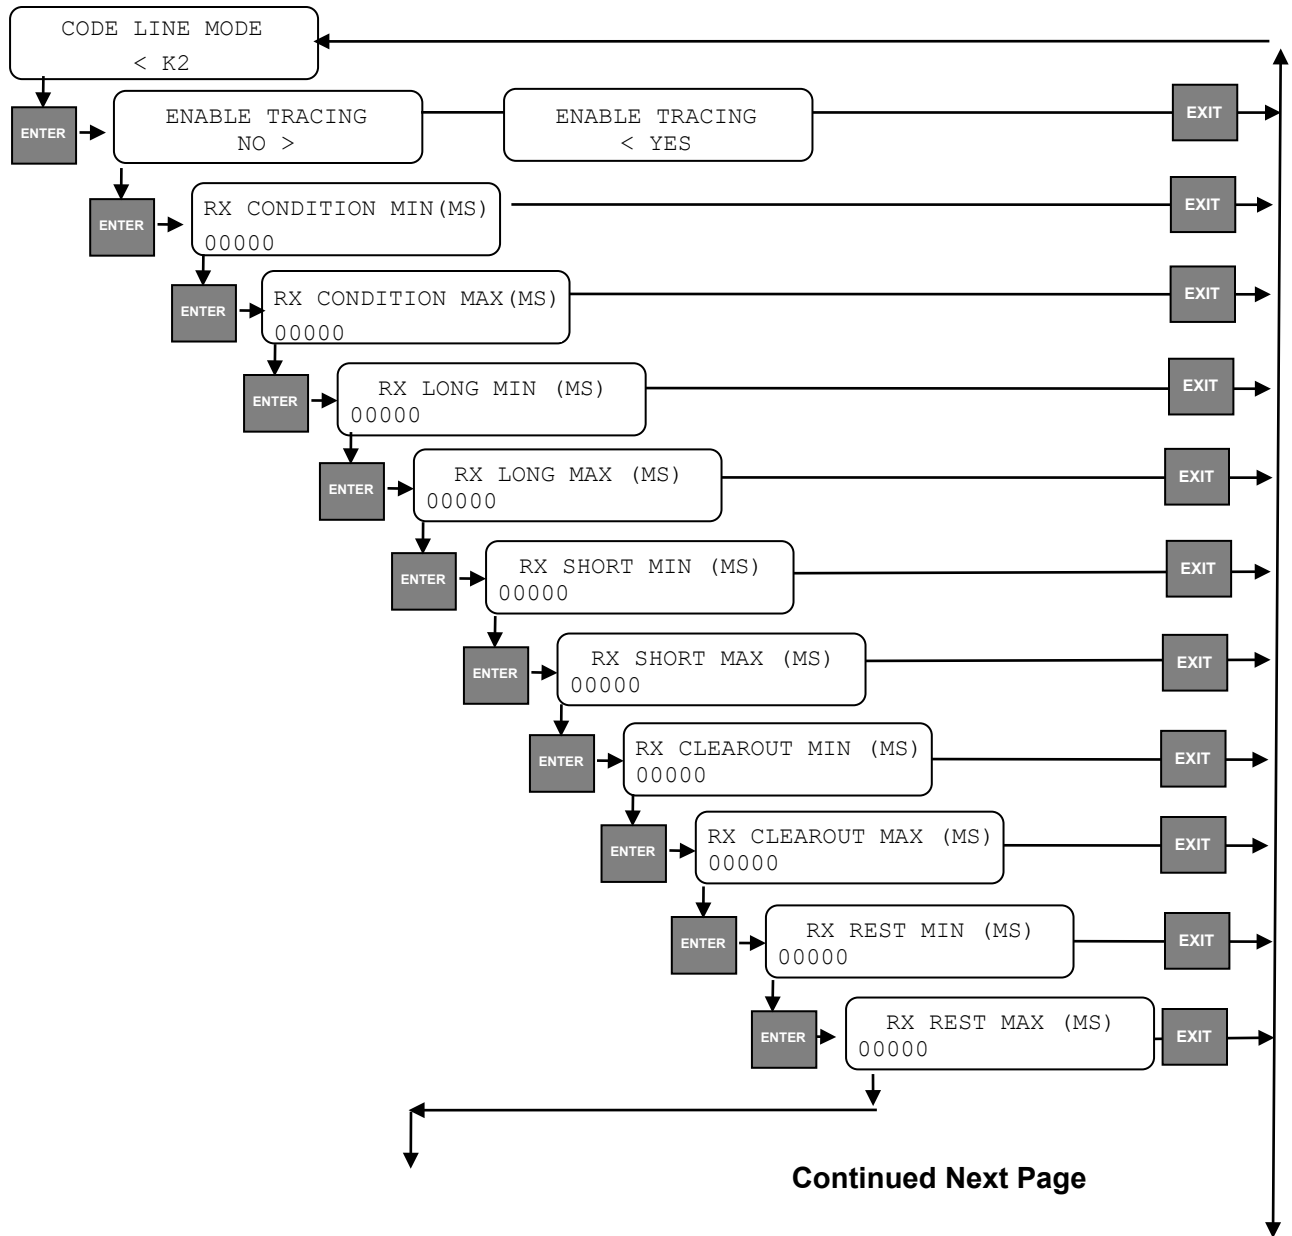 CODE LINE MODE
< K2
ENTER
ENABLE TRACING
NO >
ENABLE TRACING
< YES
EXIT
ENTER
RX CONDITION MIN(MS)
00000
EXIT
ENTER
RX CONDITION MAX(MS)
00000
EXIT
ENTER
RX LONG MIN (MS)
00000
EXIT
ENTER
RX LONG MAX (MS)
00000
EXIT
ENTER
RX SHORT MIN (MS)
00000
EXIT
ENTER
RX SHORT MAX (MS)
00000
EXIT
ENTER
RX CLEAROUT MIN (MS)
00000
EXIT
ENTER
RX CLEAROUT MAX (MS)
00000
EXIT
ENTER
RX REST MIN (MS)
00000
EXIT
ENTER
RX REST MAX (MS)
00000
EXIT
Continued Next Page